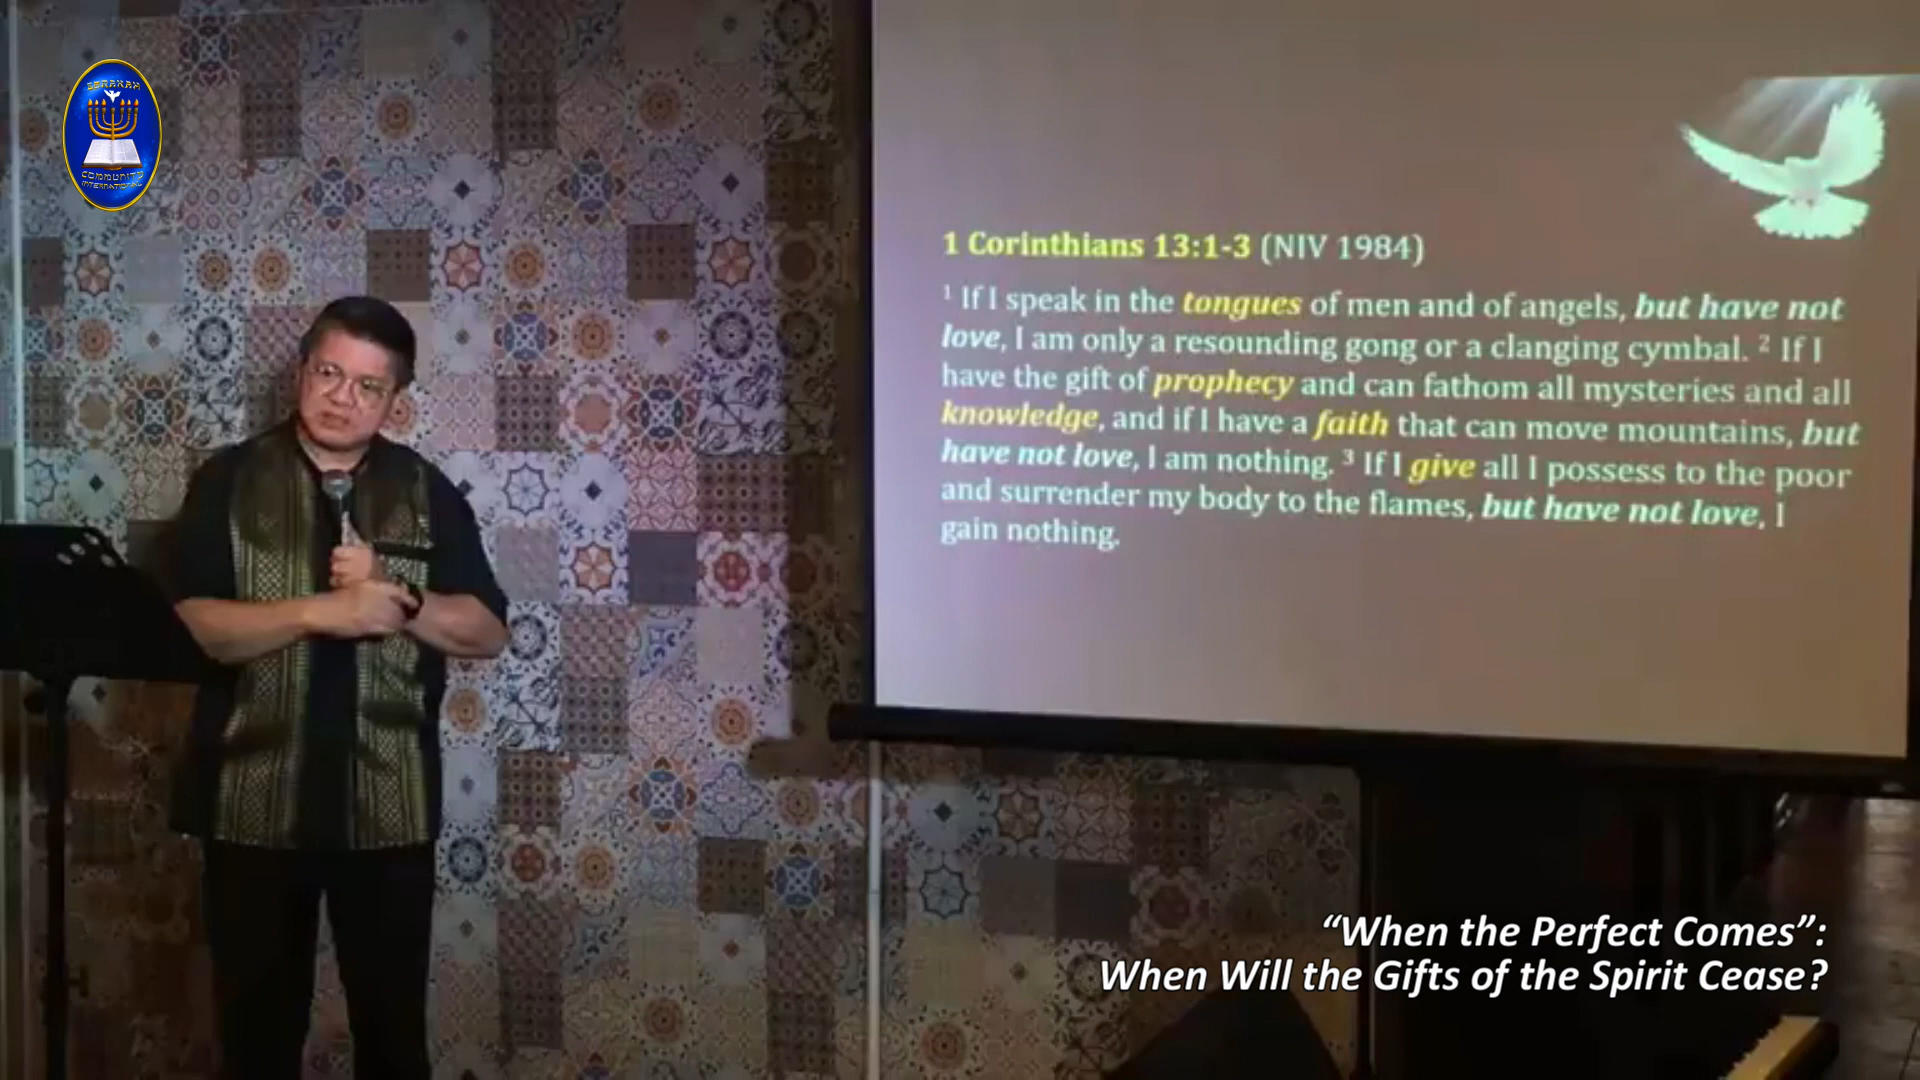 BERAKAH
COMMUNITY
INTERNATIONAL
1 Corinthians 13:1-3 (NIV 1984)
1 If I speak in the tongues of men and of angels, but have not
love, I am only a resounding gong or a clanging cymbal. 2 If I
have the gift of prophecy and can fathom all mysteries and all
knowledge, and if I have a faith that can move mountains, but
have not love, I am nothing. 3 If I give all I possess to the poor
and surrender my body to the flames, but have not love, I
gain nothing.
“When the Perfect Comes”:
When Will the Gifts of the Spirit Cease?